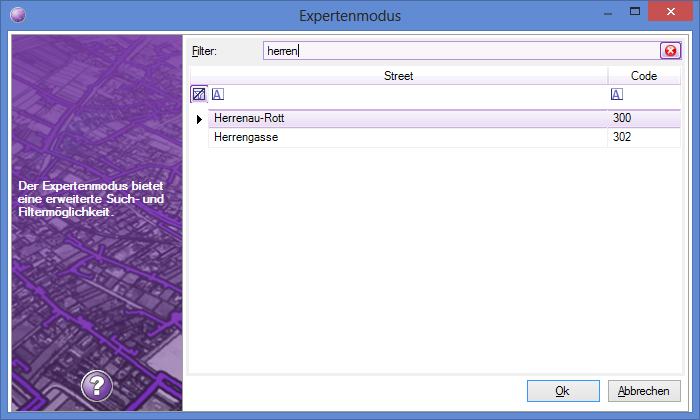 Expertenmodus
Der Expertenmodus bietet
eine erweiterte Such- und
Filtermöglichkeit.
?
Filter: herren
Street Code
A A
Herrenau-Rott 300
Herrengasse 302
Ok Abbrechen